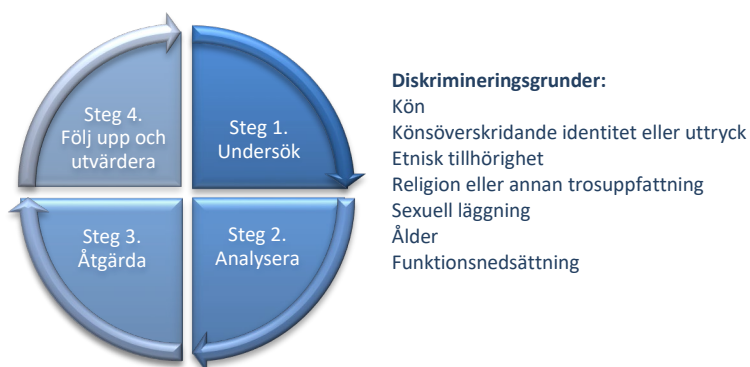 Steg 1.
Undersök
Steg 2.
Analysera
Steg 3.
Åtgärda
Steg 4.
Följ upp och
utvärdera
Diskrimineringsgrunder:
Kön
Könsöverskridande identitet eller uttryck
Etnisk tillhörighet
Religion eller annan trosuppfattning
Sexuell läggning
Ålder
Funktionsnedsättning